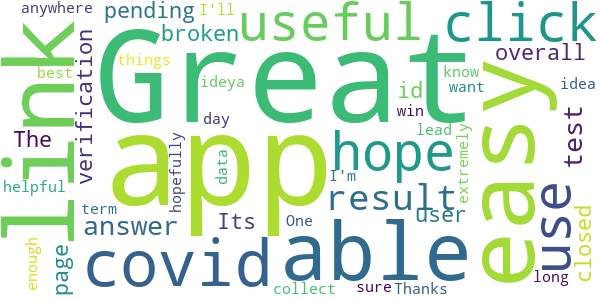 anywhere
pending
I'll
useful
click
broken
link
Great
overall
best
things
ideya
know
id
want
idea
verification
The
day
win
app
easy
hope
lead
test
hopefully
data
extremely
helpful
I'm
result
use
term
answer
Its
One
user
able
closed
covid
page
enough
long
collect
sure
Thanks